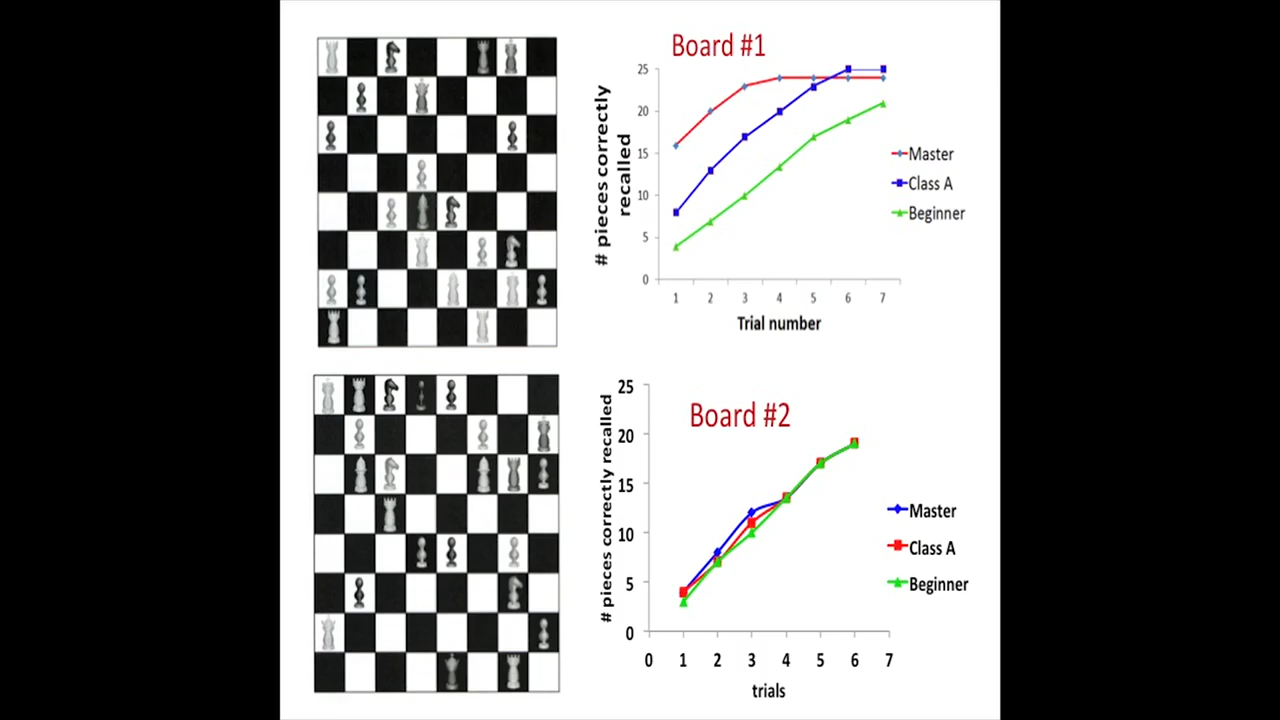 Board #1
# pieces correctly
recalled
25
20
15
10
5
0
1 2 3 4 5 6 7
Trial number
Master
Class A
Beginner
Board #2
# pieces correctly recalled
25
20
15
10
5
0
0 1 2 3 4 5 6 7
trials
Master
Class A
Beginner